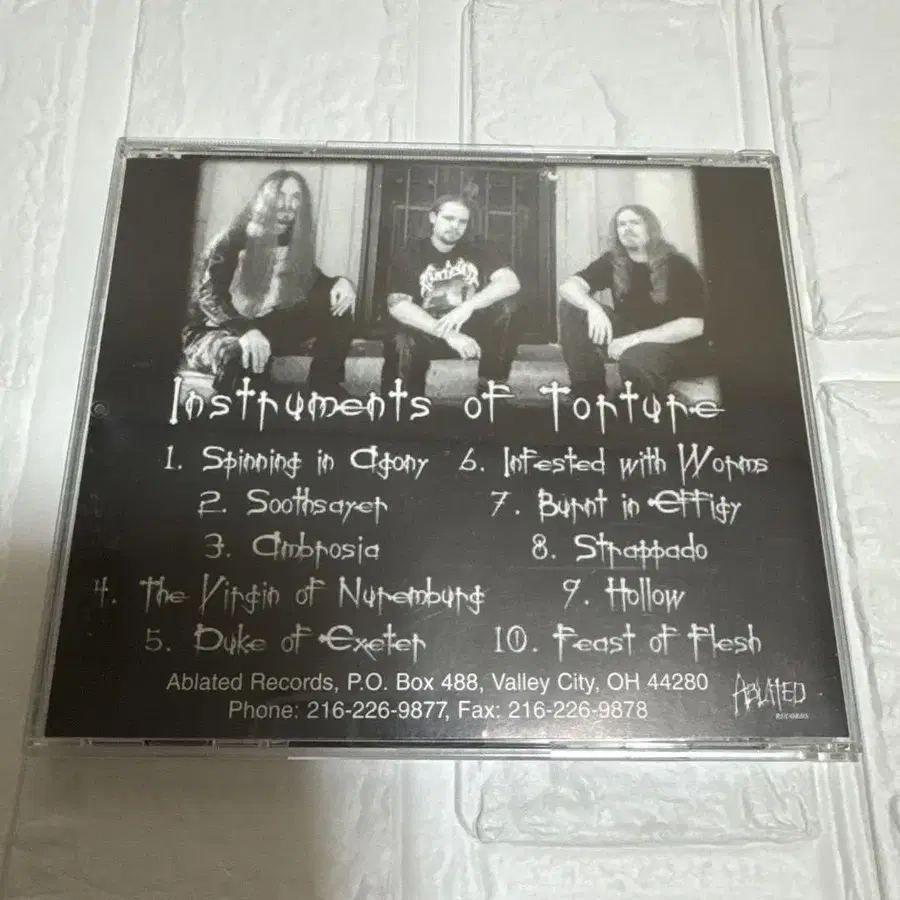 Instruments of Torture
1. Spinning in Agony
2. Soothsayer
3. Ambrosia
4. The Virgin of Nuremburg
5. Duke of Exeter
6. Infested with Worms
7. Burnt in Effigy
8. Strappado
9. Hollow
10. Feast of Flesh
Ablated Records, P.O. Box 488, Valley City, OH 44280
Phone: 216-226-9877, Fax: 216-226-9878
ABLATED
RECORDS